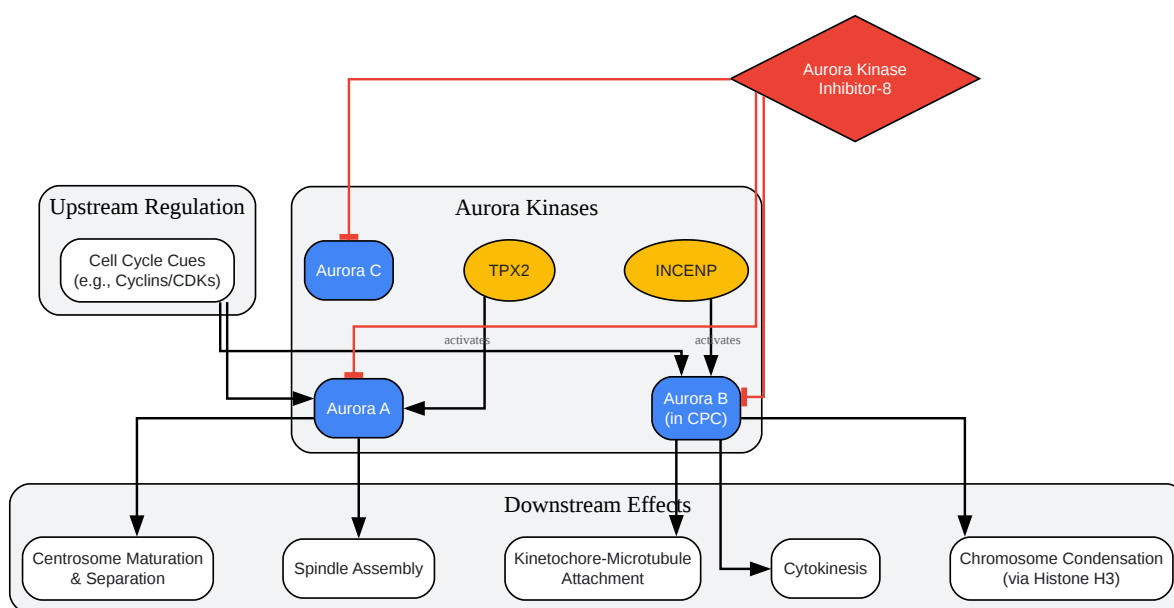 Aurora Kinase
Inhibitor-8
Upstream Regulation
Aurora Kinases
Cell Cycle Cues
(e.g., Cyclins/CDKs)
Aurora C
TPX2
INCENP
activates
activates
Aurora A
Aurora B
(in CPC)
Downstream Effects
Centrosome Maturation
& Separation
Spindle Assembly
Kinetochore-Microtubule
Attachment
Cytokinesis
Chromosome Condensation
(via Histone H3)